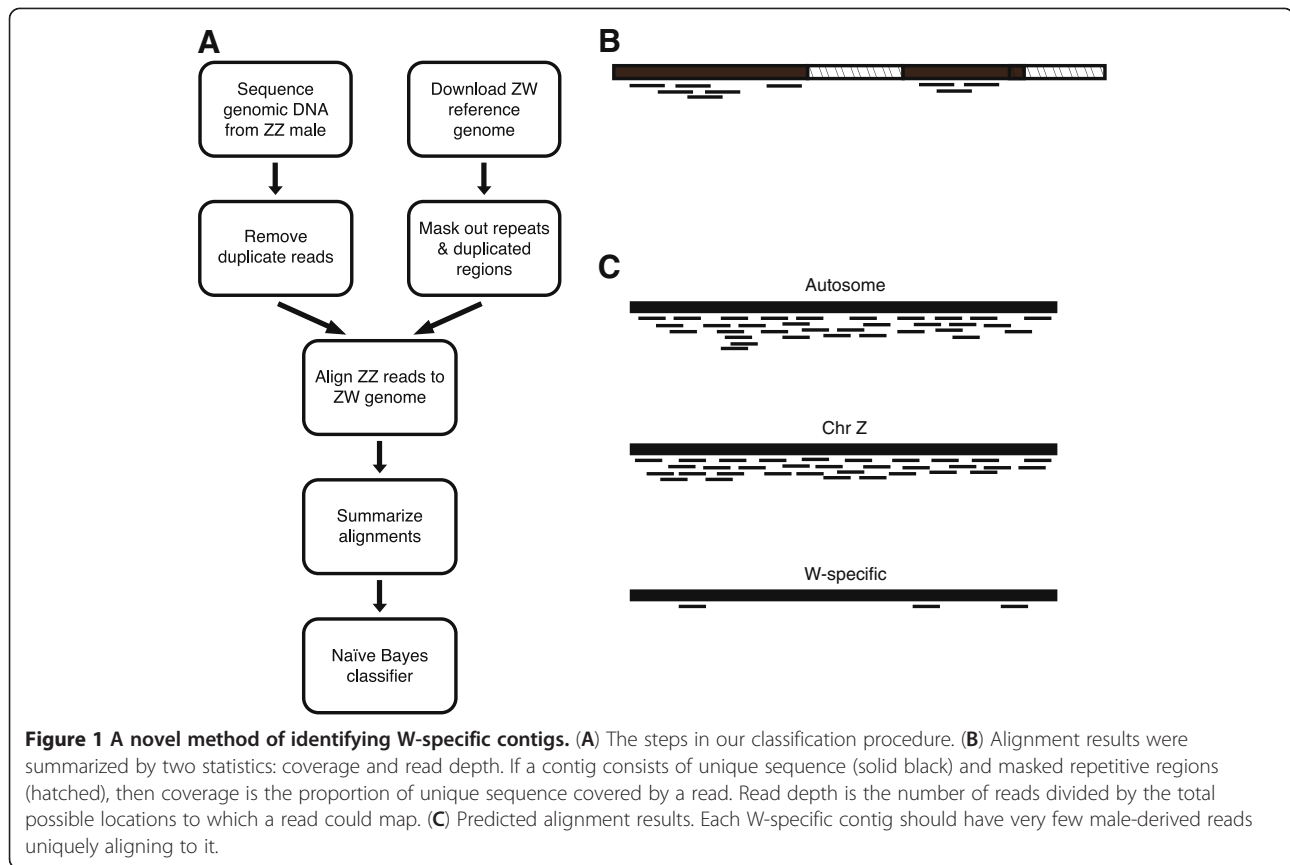 A
Sequence
genomic DNA
from ZZ male
Download ZW
reference
genome
Remove
duplicate reads
Mask out repeats
& duplicated
regions
Align ZZ reads to
ZW genome
Summarize
alignments
Naïve Bayes
classifier
B
C
Autosome
Chr Z
W-specific
Figure 1 A novel method of identifying W-specific contigs. (A) The steps in our classification procedure. (B) Alignment results were
summarized by two statistics: coverage and read depth. If a contig consists of unique sequence (solid black) and masked repetitive regions
(hatched), then coverage is the proportion of unique sequence covered by a read. Read depth is the number of reads divided by the total
possible locations to which a read could map. (C) Predicted alignment results. Each W-specific contig should have very few male-derived reads
uniquely aligning to it.